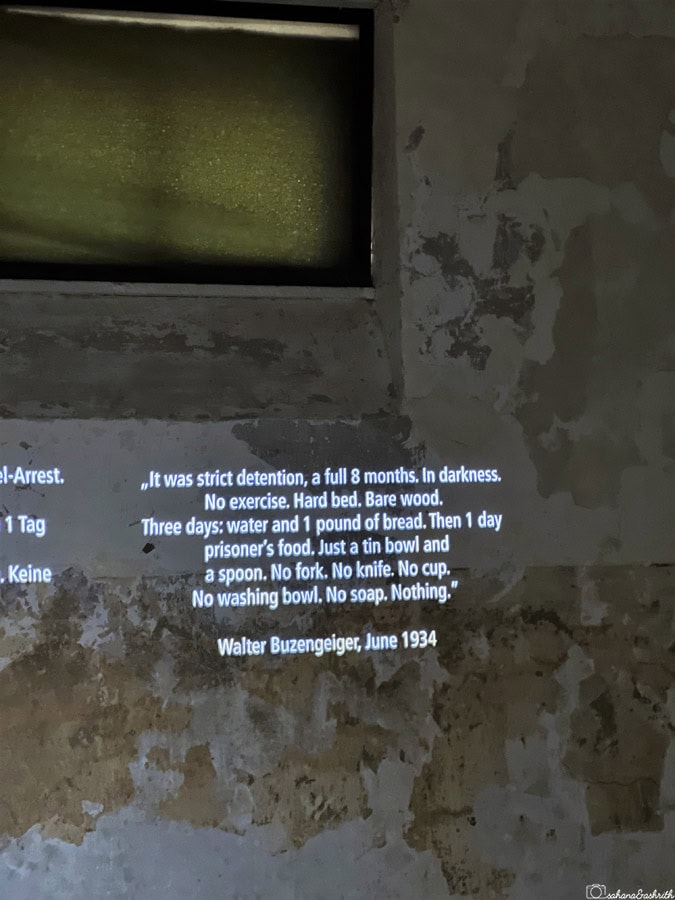 el-Arrest.
1 Tag
. Keine
„It was strict detention, a full 8 months. In darkness.
No exercise. Hard bed. Bare wood.
Three days: water and 1 pound of bread. Then 1 day
prisoner’s food. Just a tin bowl and
a spoon. No fork. No knife. No cup.
No washing bowl. No soap. Nothing.”
Walter Buzengeiger, June 1934
sahana&ashrith